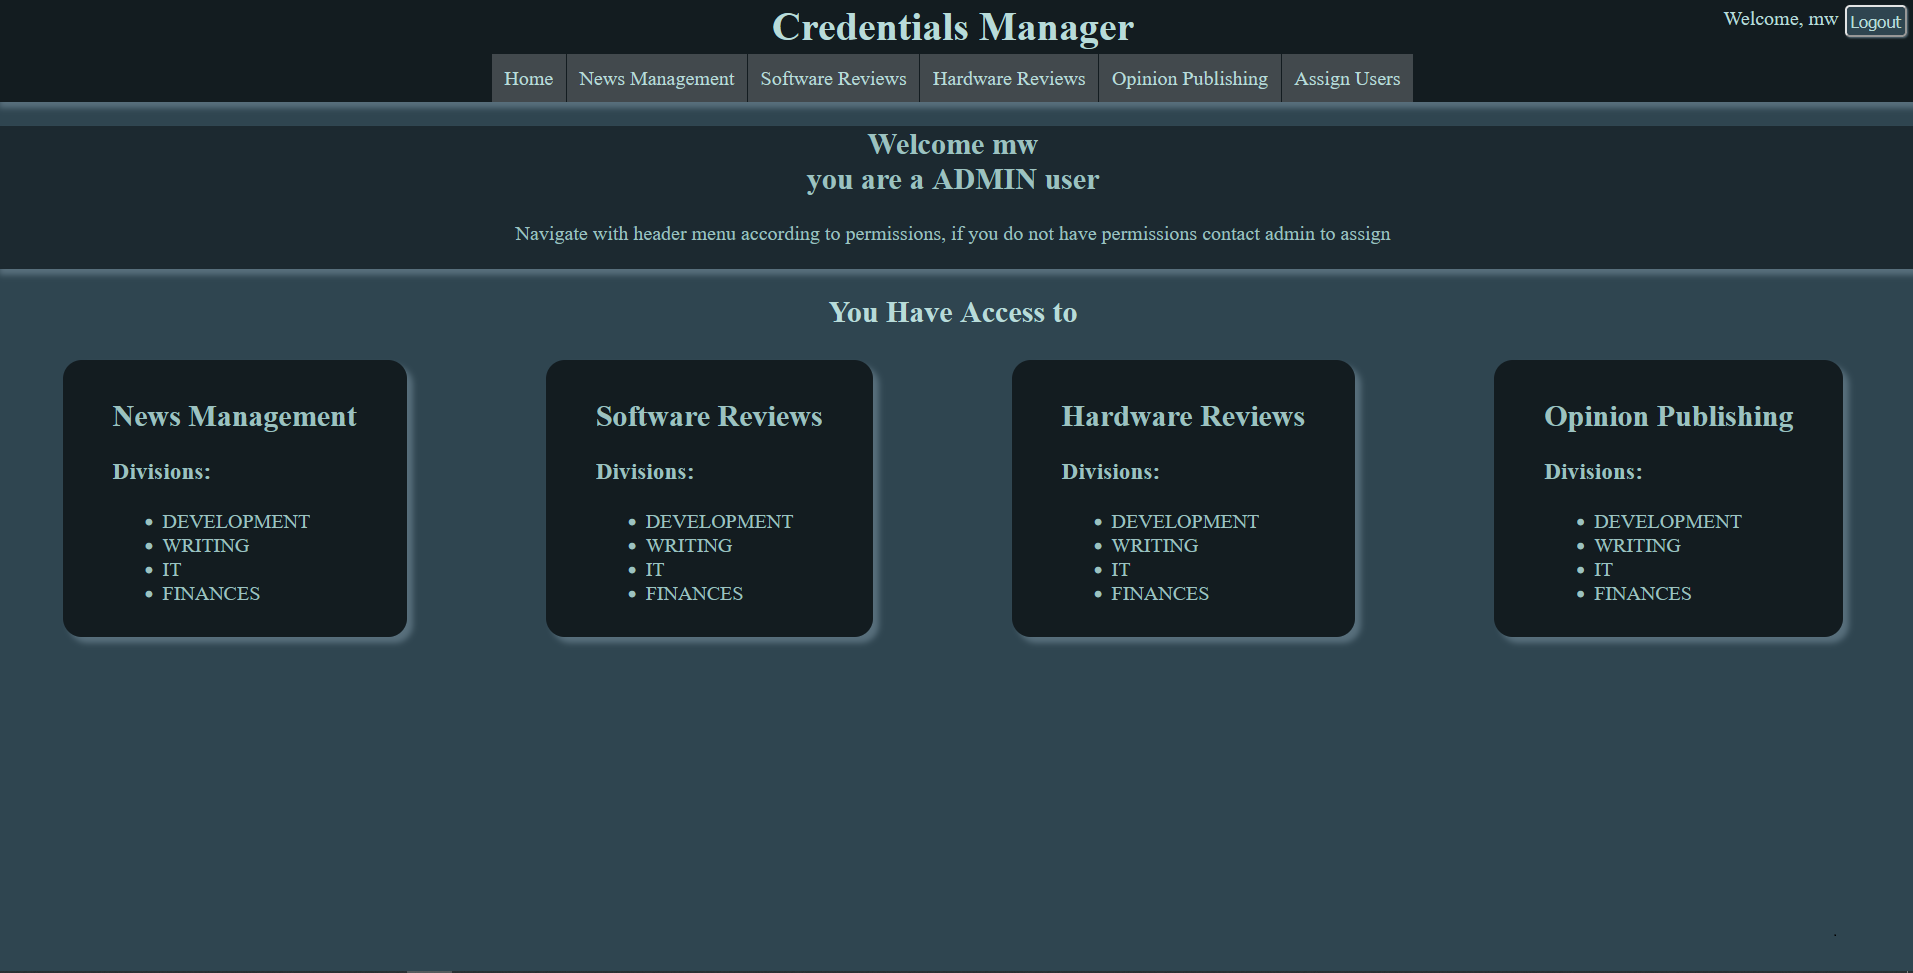 Credentials Manager
Welcome, mw Logout
Home News Management Software Reviews Hardware Reviews Opinion Publishing Assign Users
Welcome mw
you are a ADMIN user
Navigate with header menu according to permissions, if you do not have permissions contact admin to assign
You Have Access to
News Management
Divisions:
DEVELOPMENT
WRITING
IT
FINANCES
Software Reviews
Divisions:
DEVELOPMENT
WRITING
IT
FINANCES
Hardware Reviews
Divisions:
DEVELOPMENT
WRITING
IT
FINANCES
Opinion Publishing
Divisions:
DEVELOPMENT
WRITING
IT
FINANCES